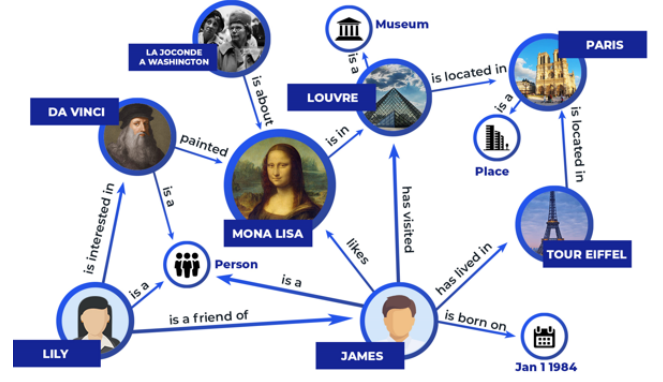 LA JOCONDE
A WASHINGTON
Museum
PARIS
is a
is located in
LOUVRE
is about
DA VINCI
is a
painted
is in
is located in
Place
is a
MONA LISA
has visited
is interested in
likes
has lived in
TOUR EIFFEL
Person
is a
is a
is a friend of
is born on
LILY
JAMES
Jan 1 1984